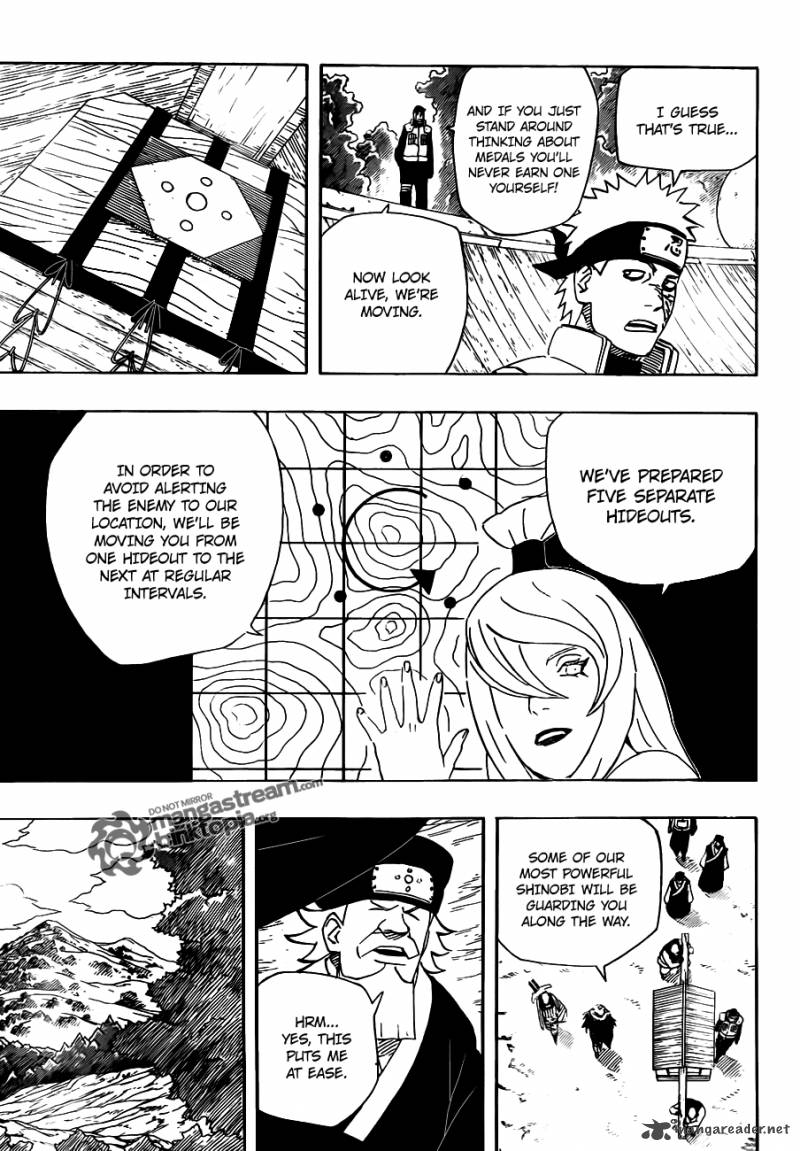 I GUESS
THAT'S TRUE...
AND IF YOU JUST
STAND AROUND
THINKING ABOUT
MEDALS YOU'LL
NEVER EARN ONE
YOURSELF!
NOW LOOK
ALIVE, WE'RE
MOVING.
忍
WE'VE PREPARED
FIVE SEPARATE
HIDEOUTS.
IN ORDER TO
AVOID ALERTING
THE ENEMY TO OUR
LOCATION, WE'LL BE
MOVING YOU FROM
ONE HIDEOUT TO THE
NEXT AT REGULAR
INTERVALS.
SOME OF OUR
MOST POWERFUL
SHINOBI WILL BE
GUARDING YOU
ALONG THE WAY.
HRM...
YES, THIS
PUTS ME
AT EASE.
DO NOT MIRROR
mangastream.com
thinktopia.org
mangareader.net